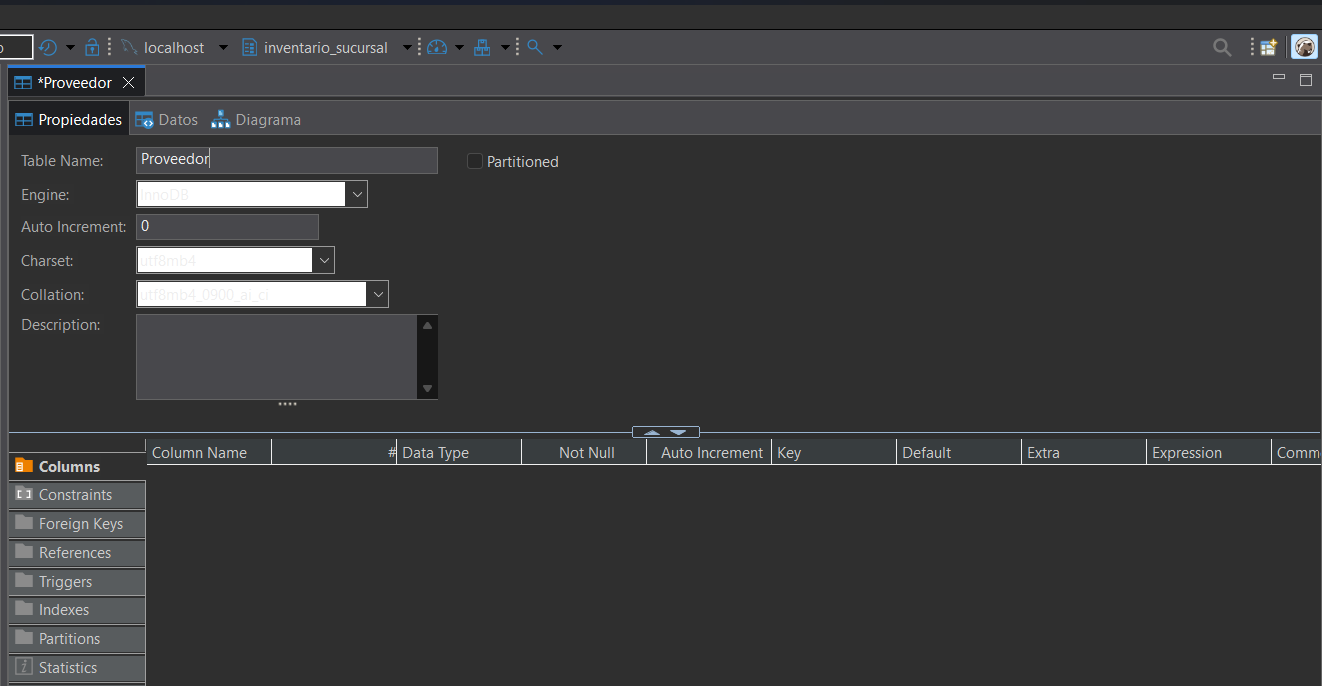 localhost inventario_sucursal
*Proveedor
Propiedades Datos Diagrama
Table Name: Proveedor Partitioned
Engine: InnoDB
Auto Increment: 0
Charset: utf8mb4
Collation: utf8mb4_0900_ai_ci
Description:
Column Name # Data Type Not Null Auto Increment Key Default Extra Expression Comm
Columns
Constraints
Foreign Keys
References
Triggers
Indexes
Partitions
Statistics